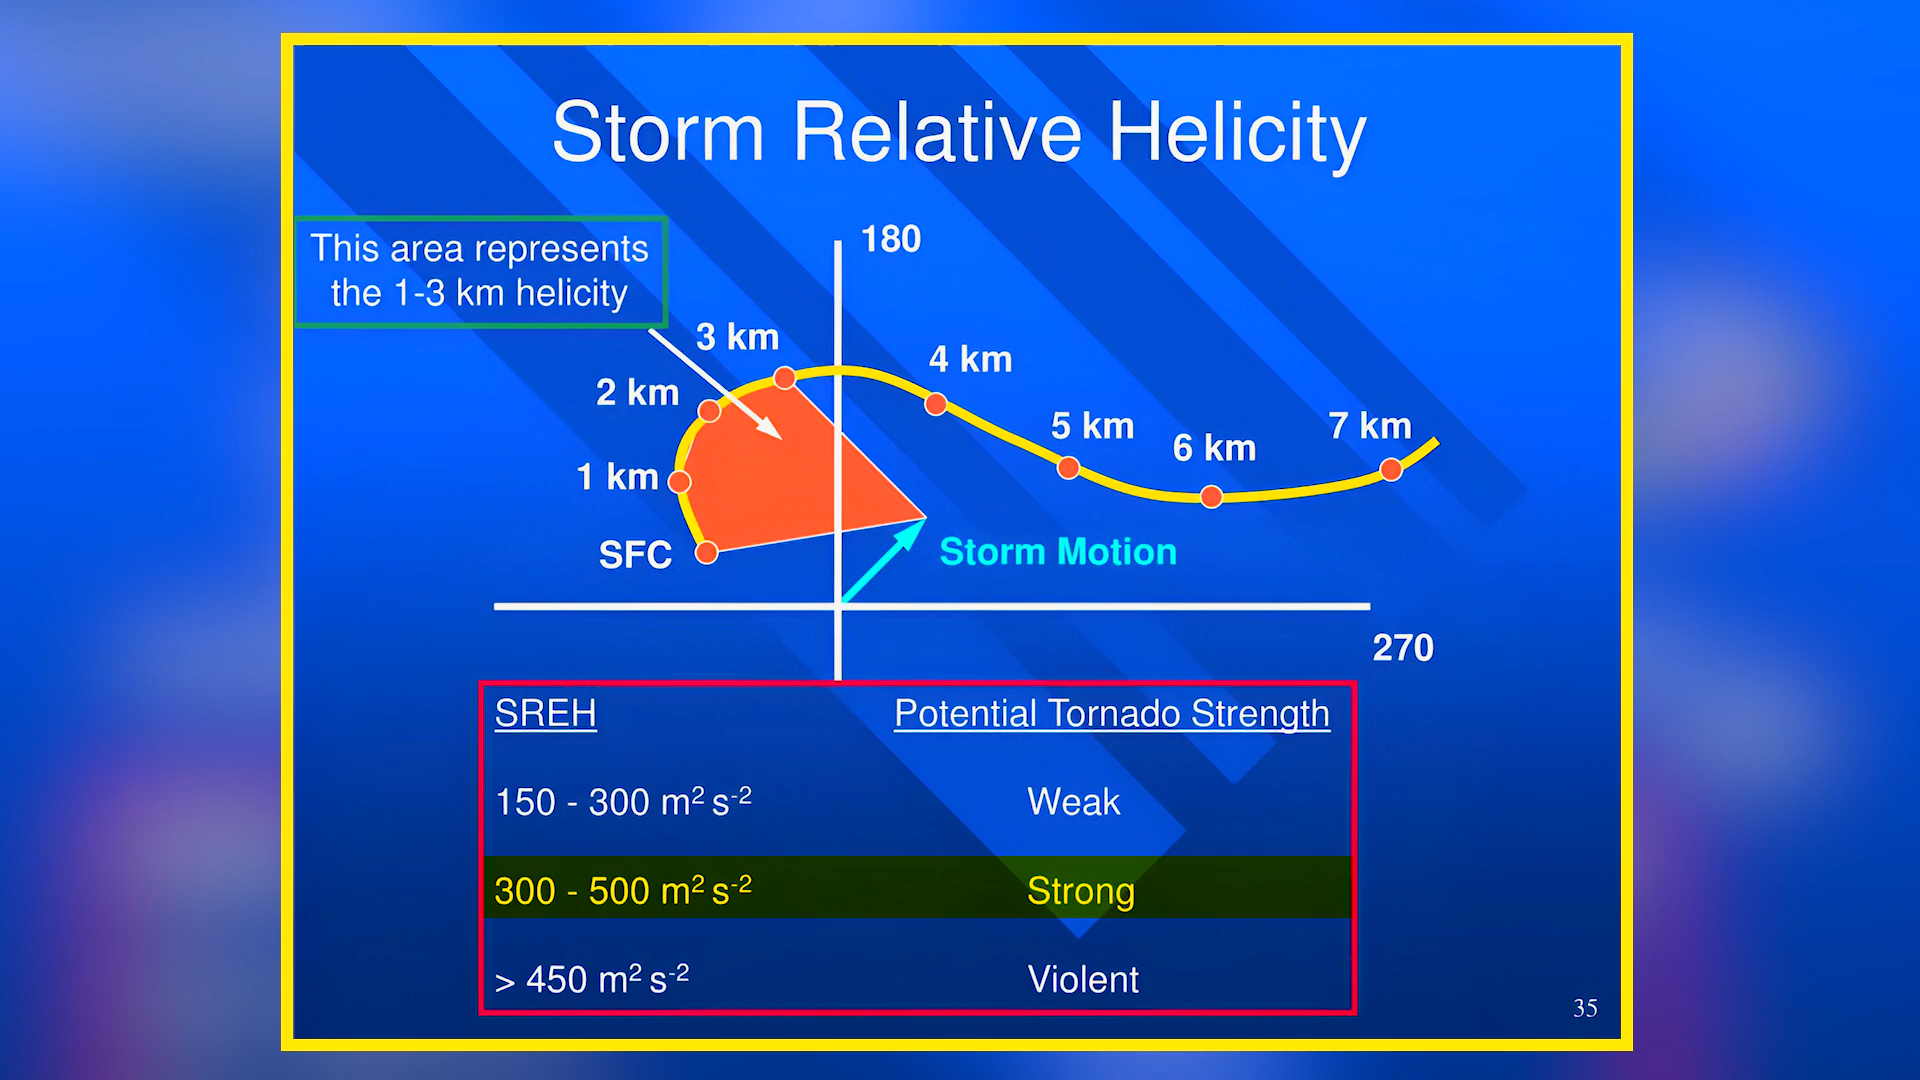 Storm Relative Helicity
This area represents
the 1-3 km helicity
180
3 km
4 km
2 km
5 km
6 km
7 km
1 km
SFC
Storm Motion
270
SREH Potential Tornado Strength
150 - 300 m² s⁻² Weak
300 - 500 m² s⁻² Strong
> 450 m² s⁻² Violent
35